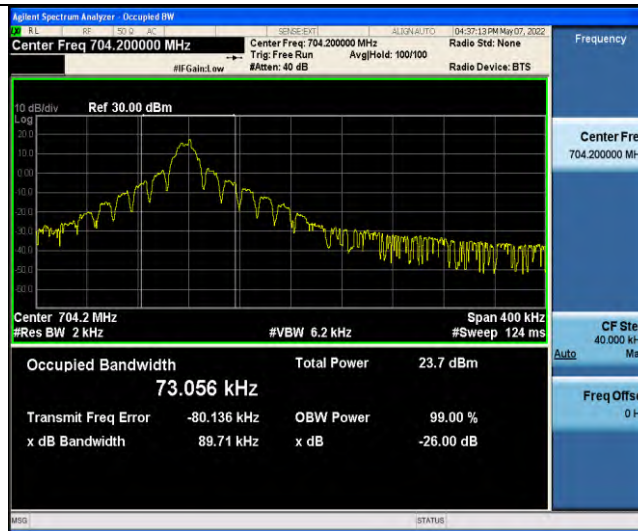 Agilent Spectrum Analyzer - Occupied BW
RL RF 50 Ω AC SENSE:EXT ALIGN AUTO 04:37:13 PM May 07, 2022
Center Freq 704.200000 MHz Center Freq: 704.200000 MHz Radio Std: None Frequency
Trig: Free Run Avg|Hold: 100/100
#IFGain:Low #Atten: 40 dB Radio Device: BTS
10 dB/div Ref 30.00 dBm
Log
20.0
10.0
0.00
-10.0
-20.0
-30.0
-40.0
-50.0
-60.0
Center Fre
704.200000 MH
Center 704.2 MHz Span 400 kHz
#Res BW 2 kHz #VBW 6.2 kHz #Sweep 124 ms
CF Ste
40.000 kH
Auto Ma
Occupied Bandwidth Total Power 23.7 dBm
73.056 kHz
Freq Offse
0 H
Transmit Freq Error -80.136 kHz OBW Power 99.00 %
x dB Bandwidth 89.71 kHz x dB -26.00 dB
MSG STATUS